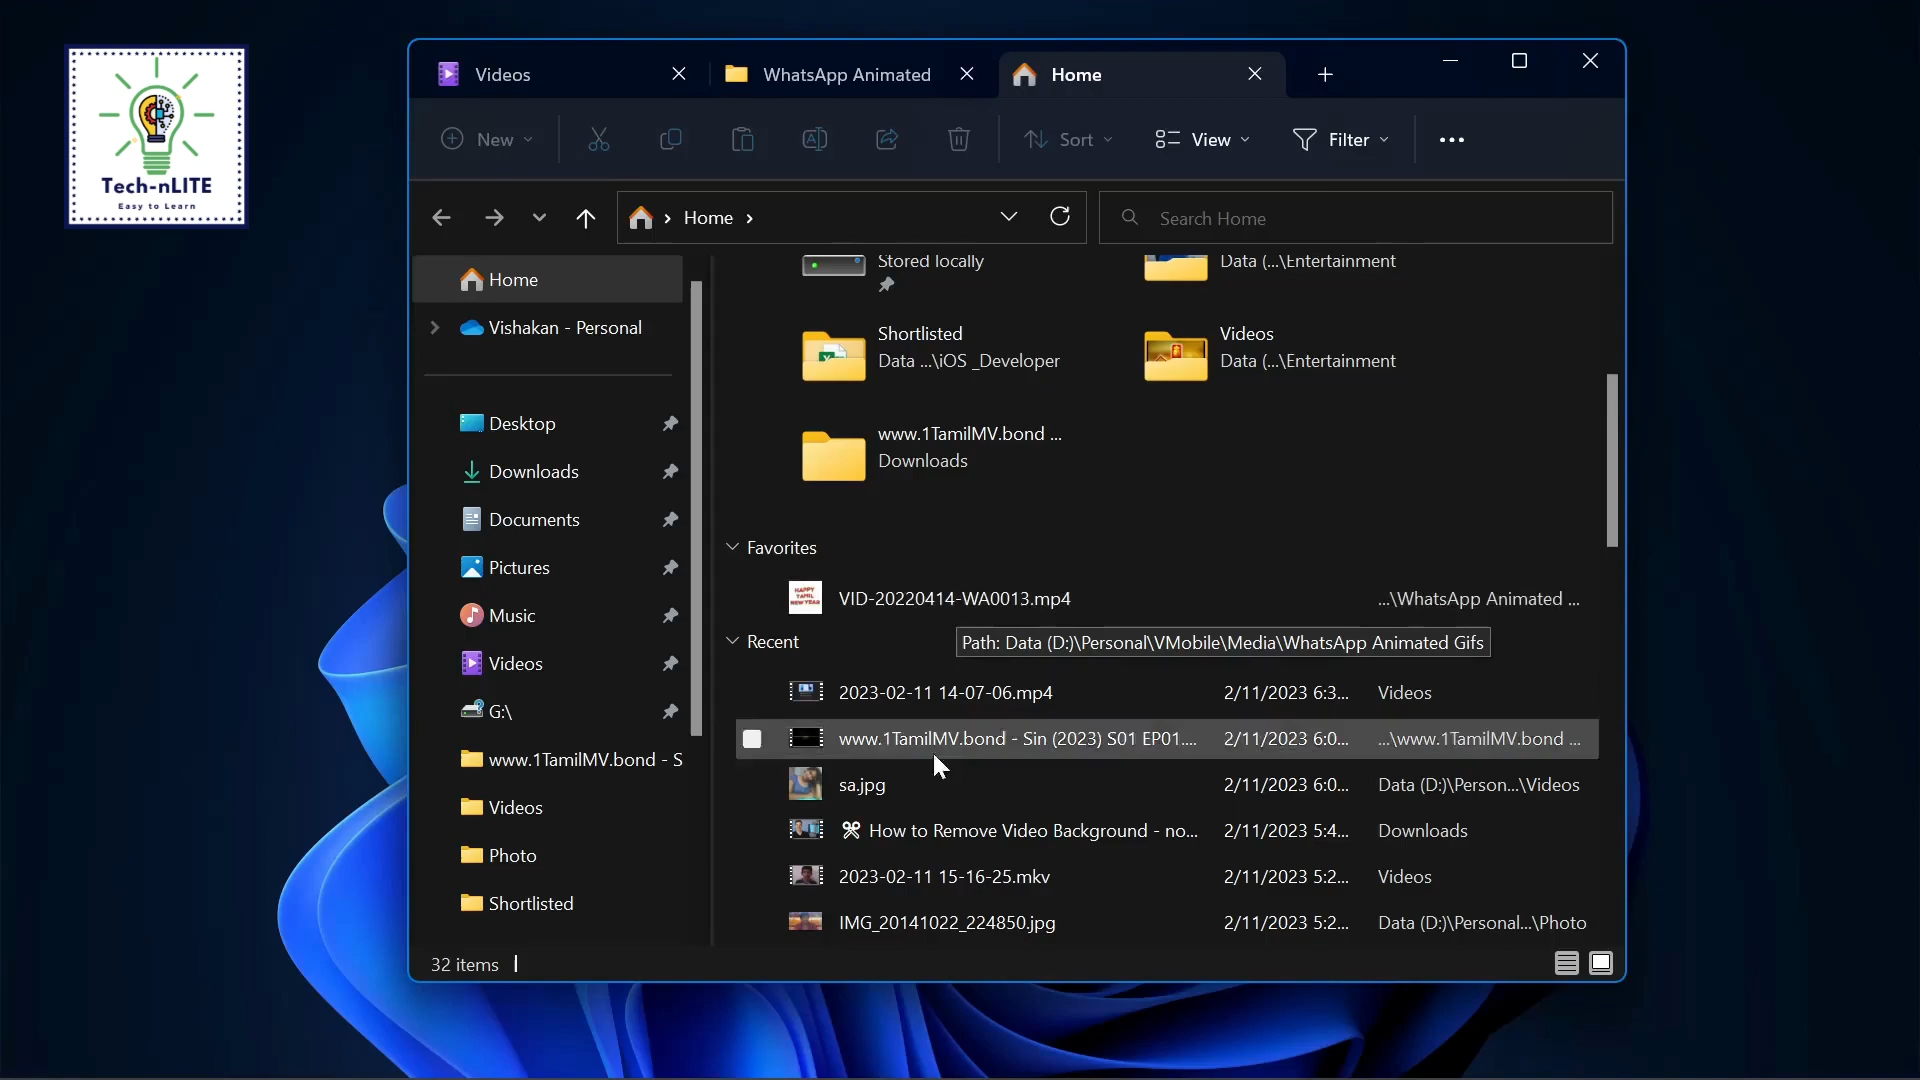 Tech-nLITE
Easy to Learn
Videos
WhatsApp Animated
Home
New
Sort
View
Filter
Home
Search Home
Home
Vishakan - Personal
Desktop
Downloads
Documents
Pictures
Music
Videos
G:\
www.1TamilMV.bond - S
Videos
Photo
Shortlisted
Stored locally
Data (...\Entertainment
Shortlisted
Data ...\iOS _Developer
Videos
Data (...\Entertainment
www.1TamilMV.bond ...
Downloads
Favorites
HAPPY
TAMIL
NEW YEAR
VID-20220414-WA0013.mp4 ...\WhatsApp Animated ...
Recent
Path: Data (D:)\Personal\VMobile\Media\WhatsApp Animated Gifs
2023-02-11 14-07-06.mp4 2/11/2023 6:3... Videos
www.1TamilMV.bond - Sin (2023) S01 EP01.... 2/11/2023 6:0... ...\www.1TamilMV.bond ...
sa.jpg 2/11/2023 6:0... Data (D:)\Person...\Videos
How to Remove Video Background - no... 2/11/2023 5:4... Downloads
2023-02-11 15-16-25.mkv 2/11/2023 5:2... Videos
IMG_20141022_224850.jpg 2/11/2023 5:2... Data (D:)\Personal...\Photo
32 items